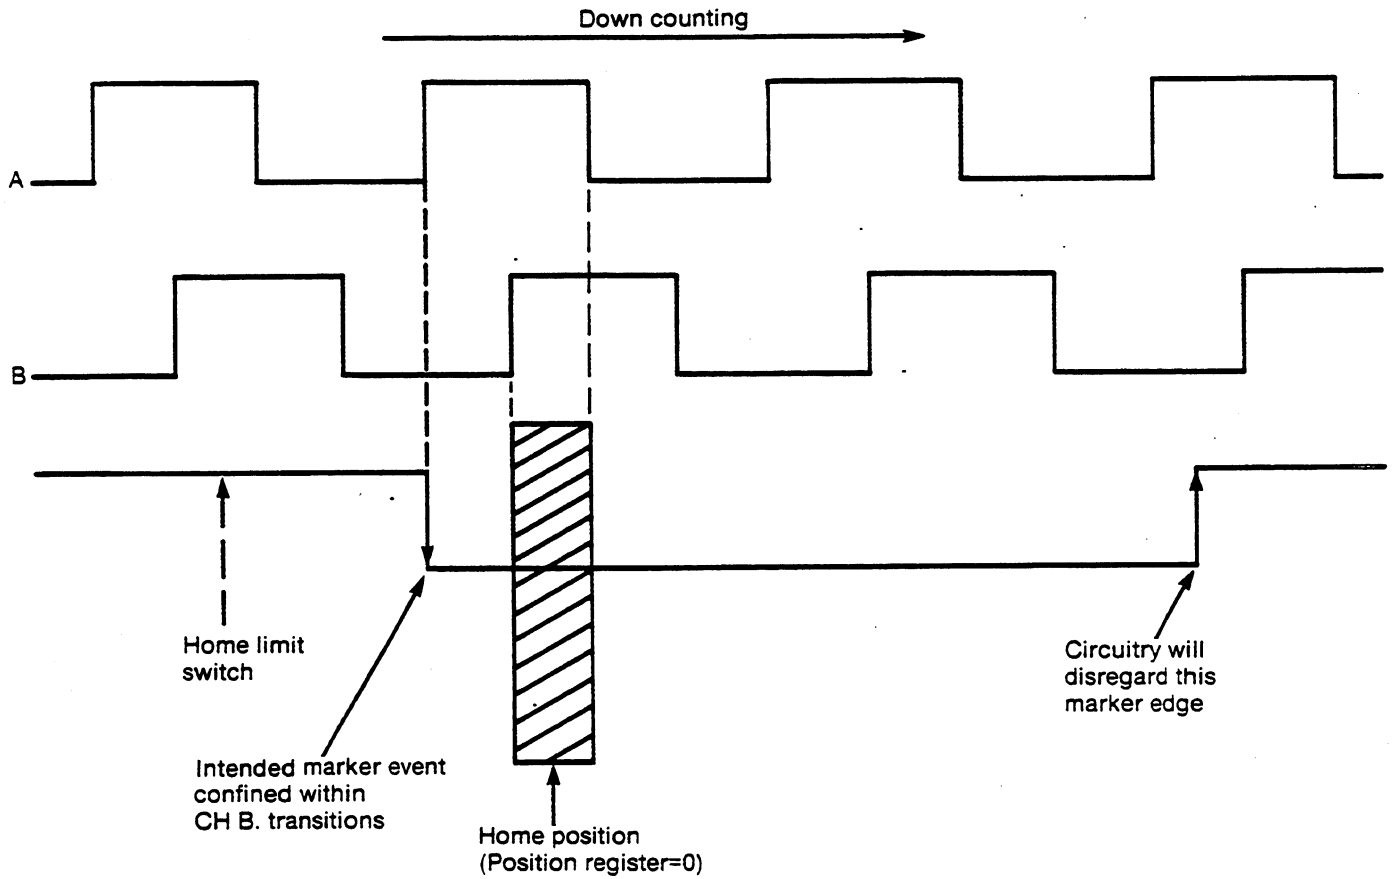 Down counting
A
B
Home limit
switch
Circuitry will
disregard this
marker edge
Intended marker event
confined within
CH B. transitions
Home position
(Position register=0)